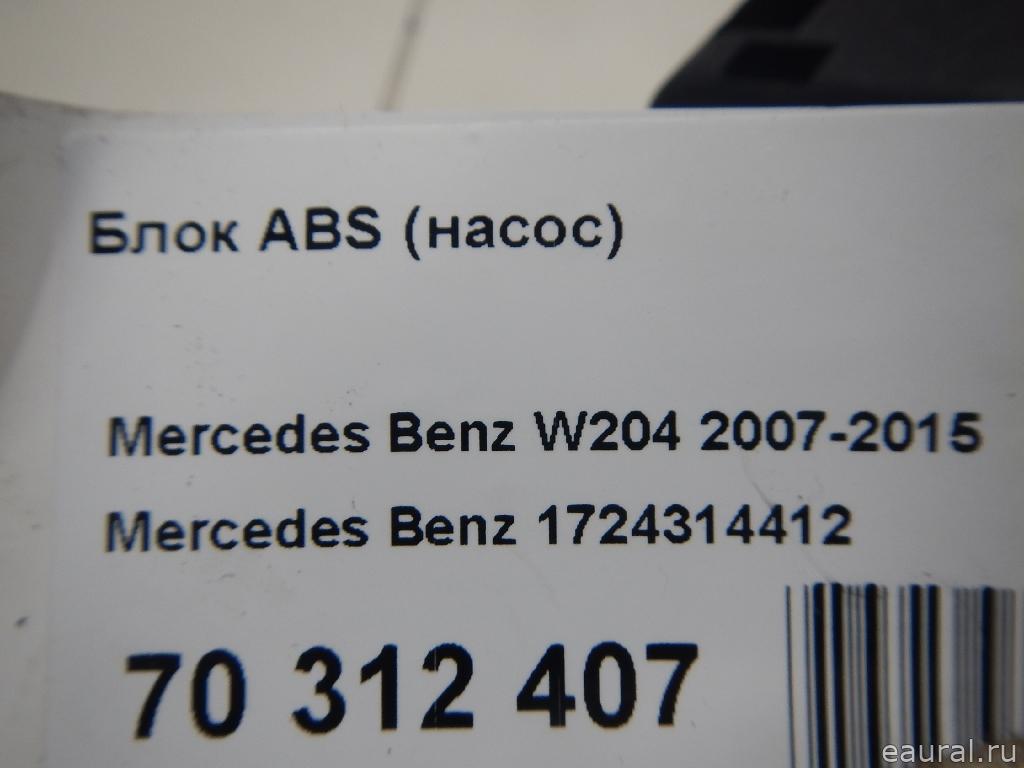 Блок ABS (насос)
Mercedes Benz W204 2007-2015
Mercedes Benz 1724314412
70 312 407
eaural.ru